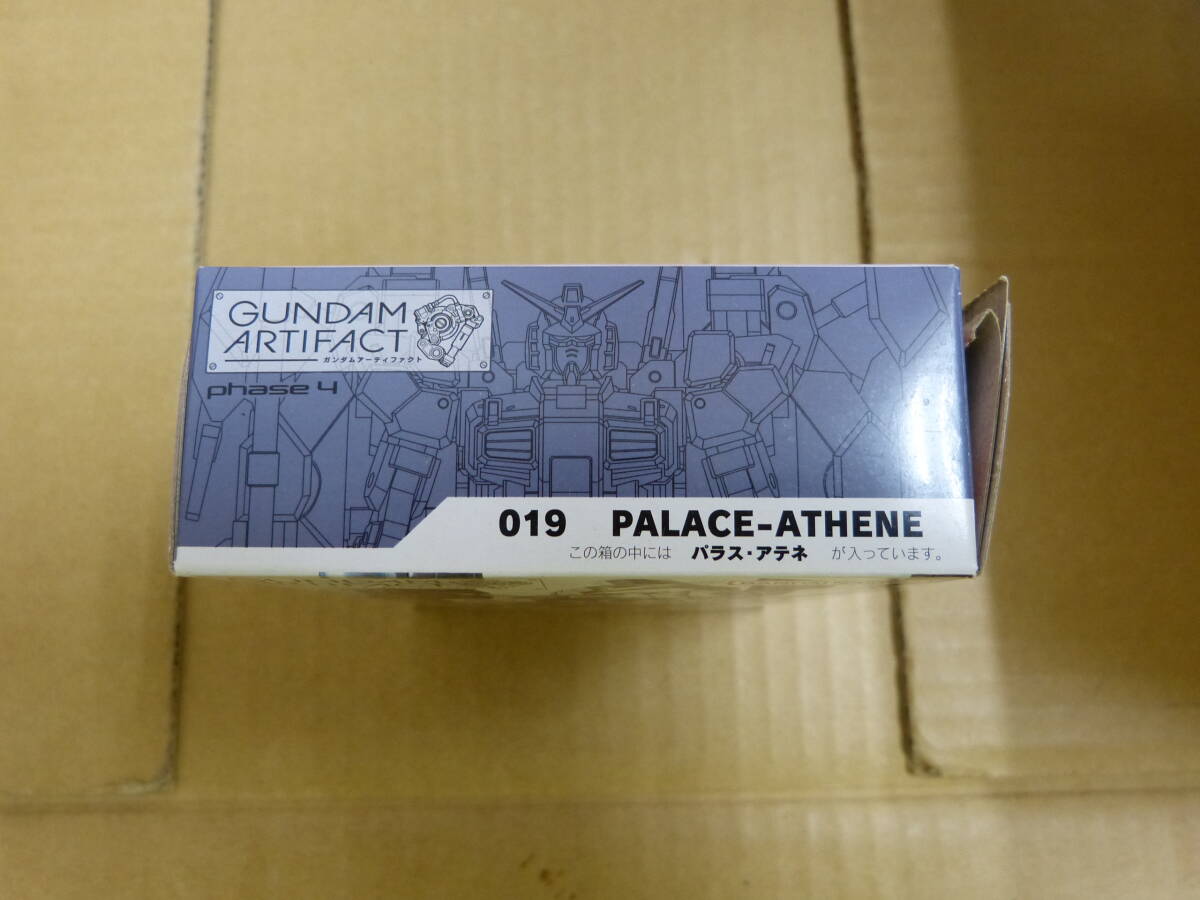 GUNDAM
ARTIFACT
ガンダムアーティファクト
phase 4
019 PALACE-ATHENE
この箱の中には パラス・アテネ が入っています。